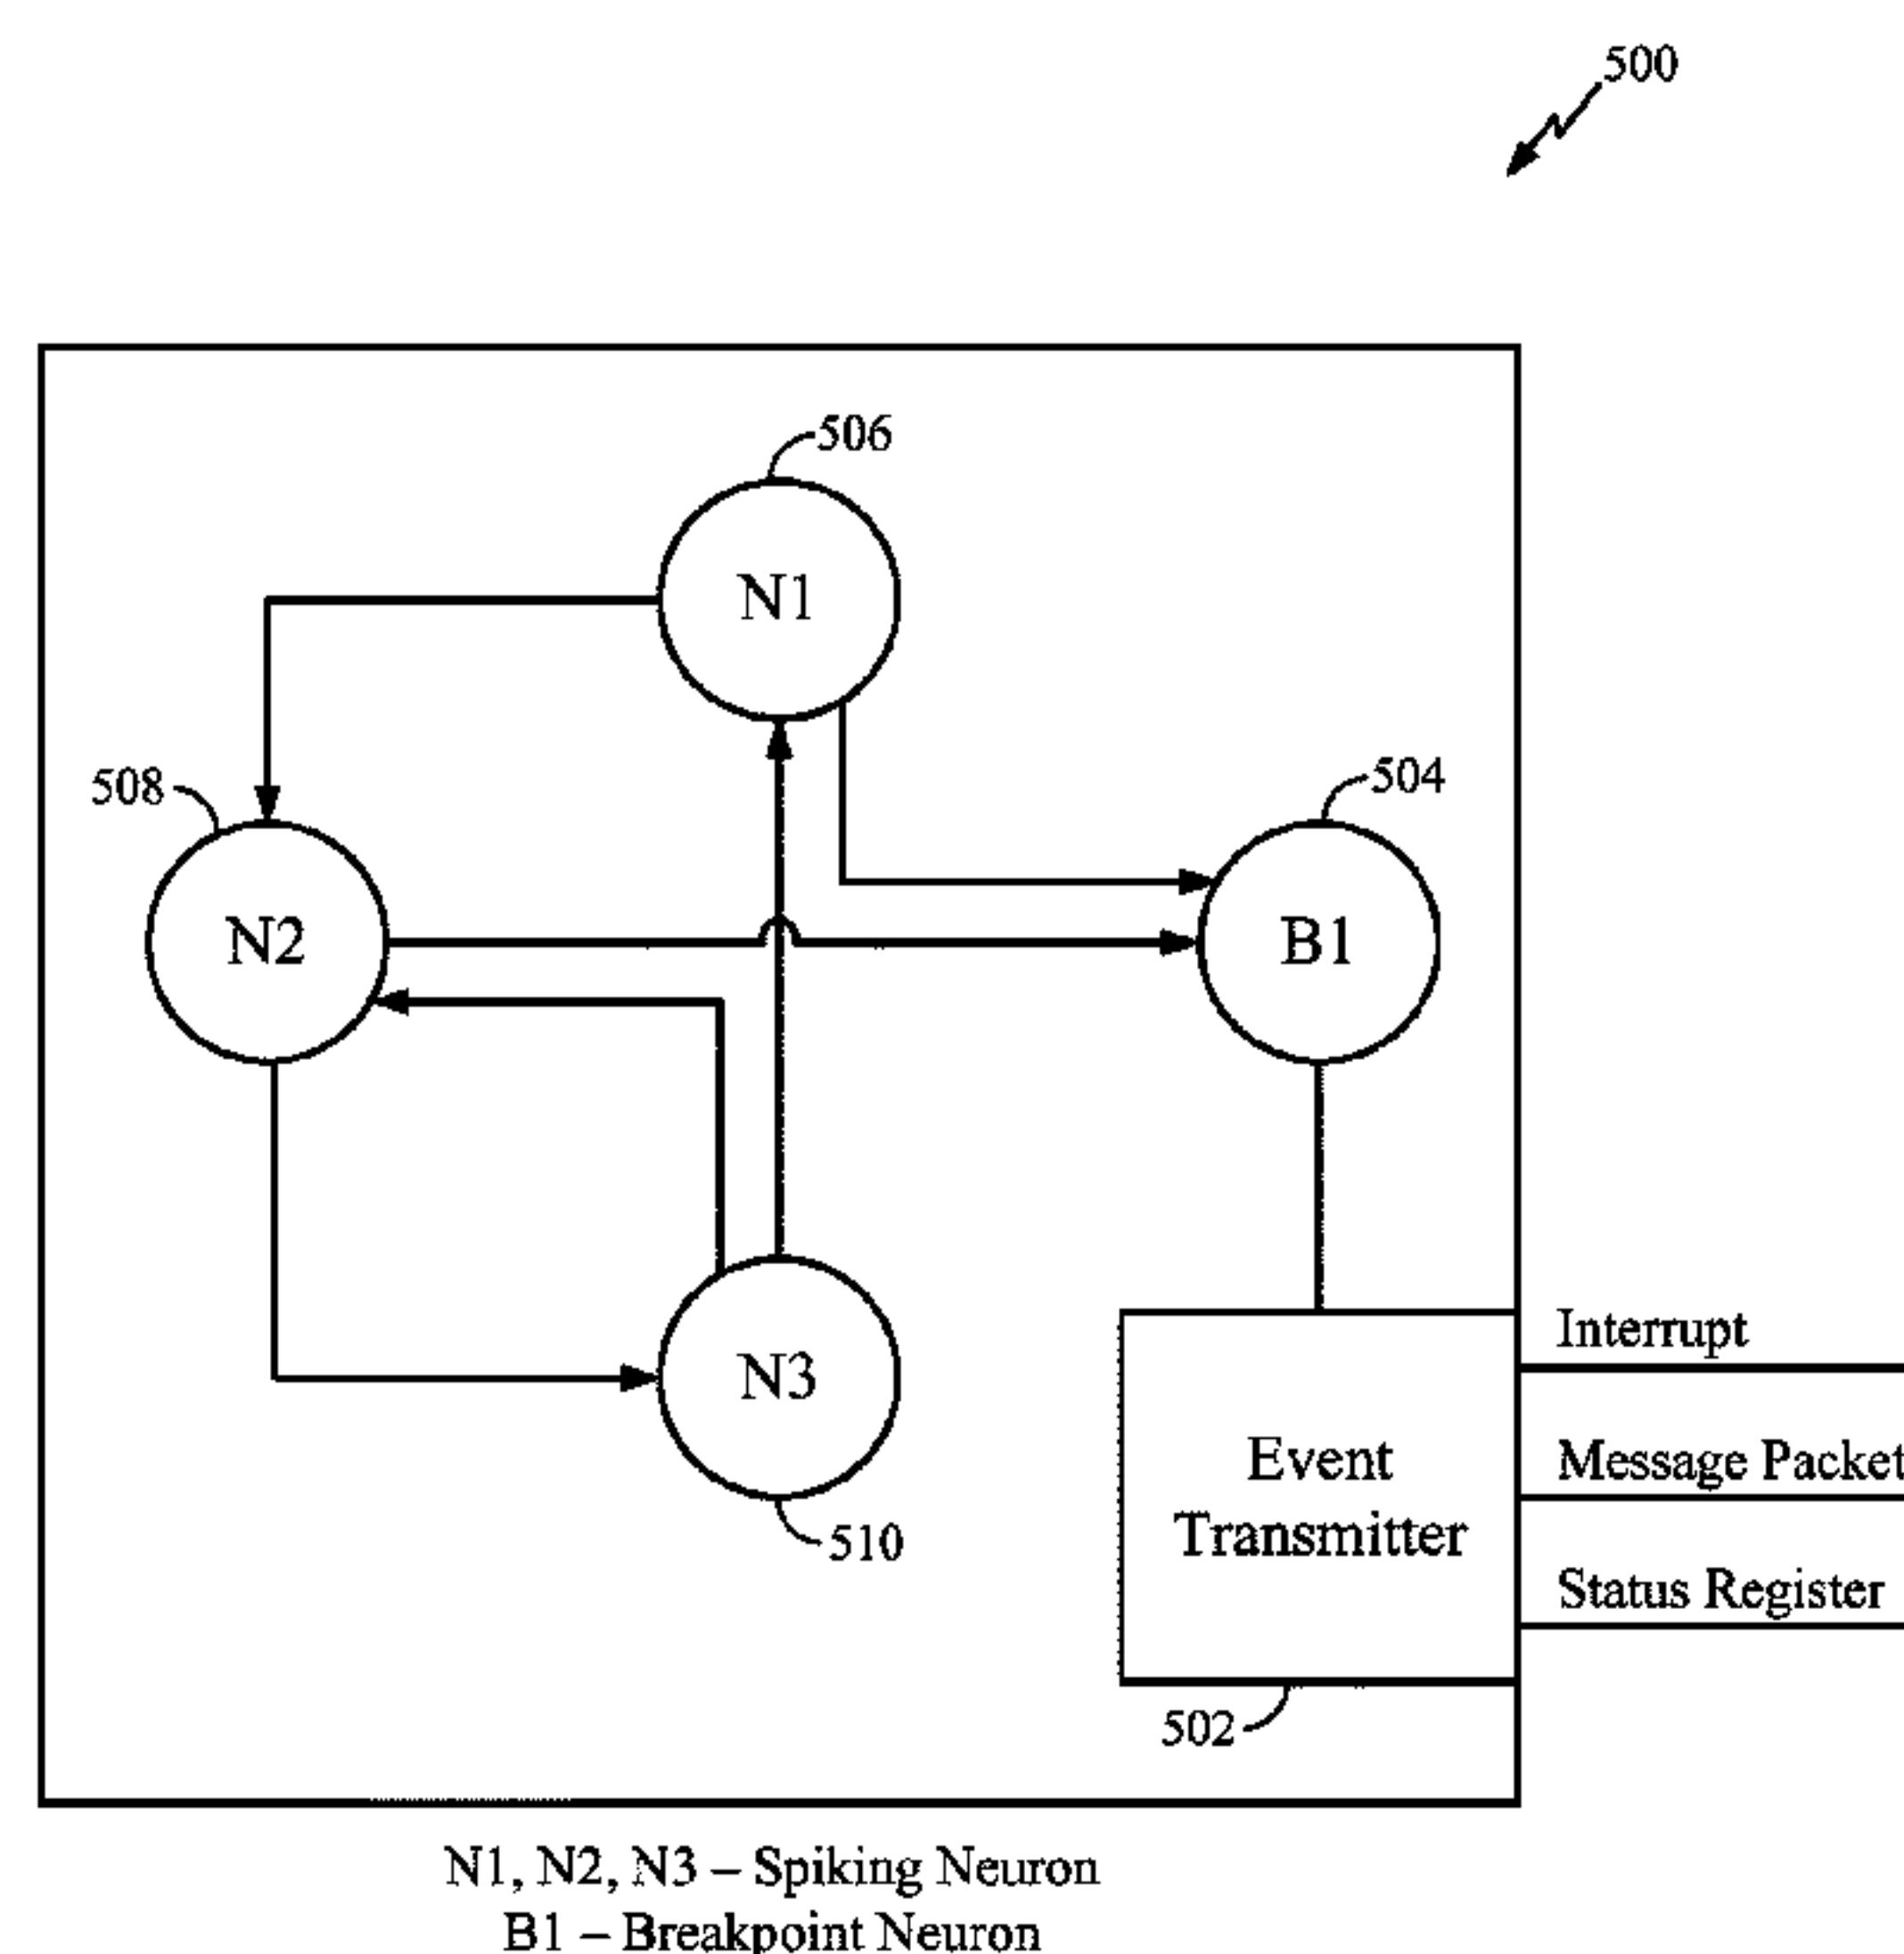 500
506
N1
508
504
N2
B1
Interrupt
N3
Event
Message Packet
Transmitter
510
Status Register
502
N1, N2, N3 – Spiking Neuron
B1 – Breakpoint Neuron